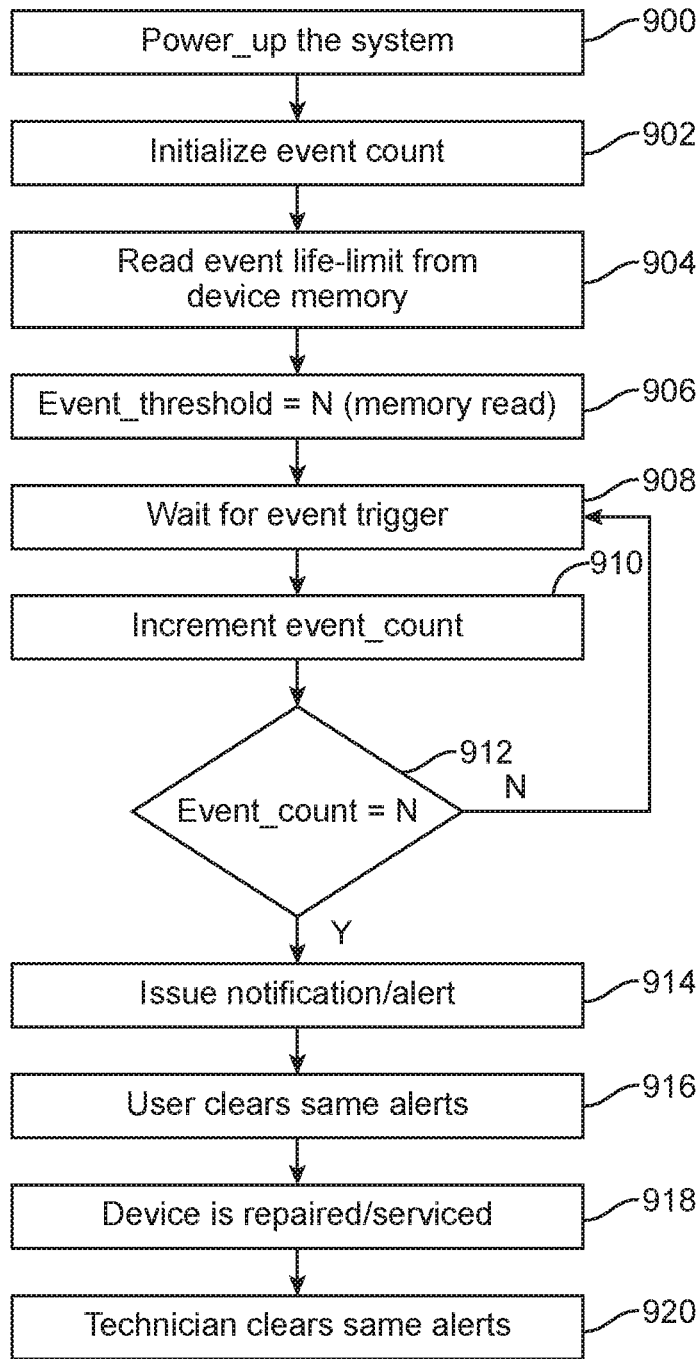 Power_up the system
900
Initialize event count
902
Read event life-limit from
device memory
904
Event_threshold = N (memory read)
906
Wait for event trigger
908
Increment event_count
910
Event_count = N
912
N
Y
Issue notification/alert
914
User clears same alerts
916
Device is repaired/serviced
918
Technician clears same alerts
920